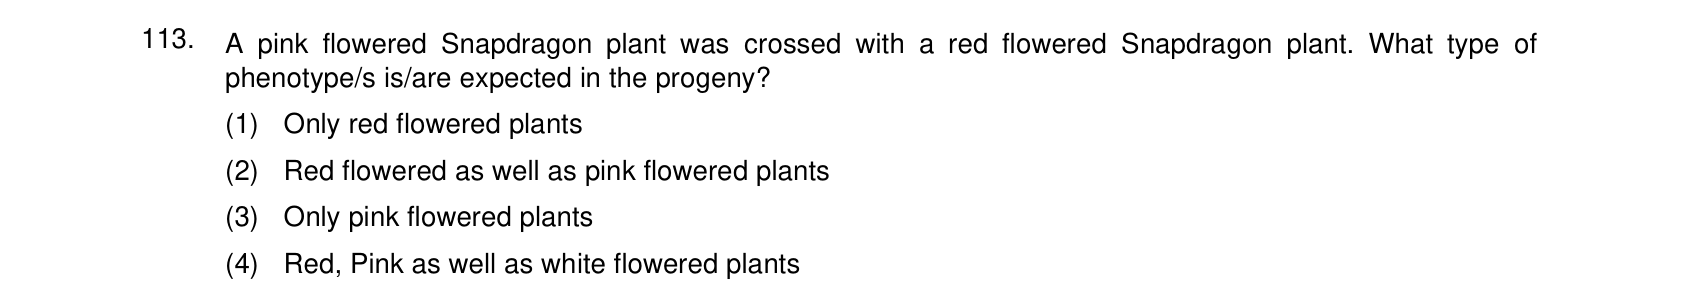 113. A pink flowered Snapdragon plant was crossed with a red flowered Snapdragon plant. What type of
phenotype/s is/are expected in the progeny?
(1) Only red flowered plants
(2) Red flowered as well as pink flowered plants
(3) Only pink flowered plants
(4) Red, Pink as well as white flowered plants